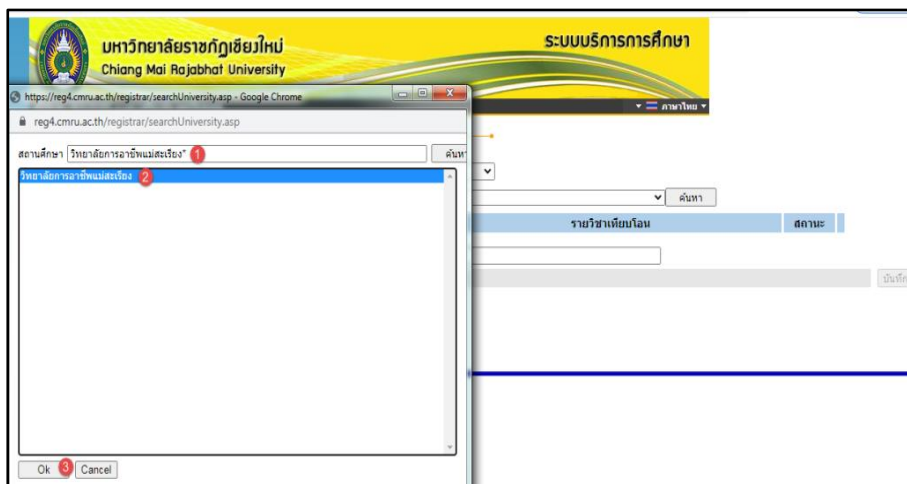 มหาวิทยาลัยราชภัฏเชียงใหม่
Chiang Mai Rajabhat University
ระบบบริการการศึกษา
https://reg4.cmru.ac.th/registrar/searchUniversity.asp - Google Chrome
ภาษาไทย
reg4.cmru.ac.th/registrar/searchUniversity.asp
สถานศึกษา วิทยาลัยการอาชีพแม่สะเรียง* 1 ค้นหา
วิทยาลัยการอาชีพแม่สะเรียง 2
ค้นหา
รายวิชาเทียบโอน สถานะ
Ok 3 Cancel